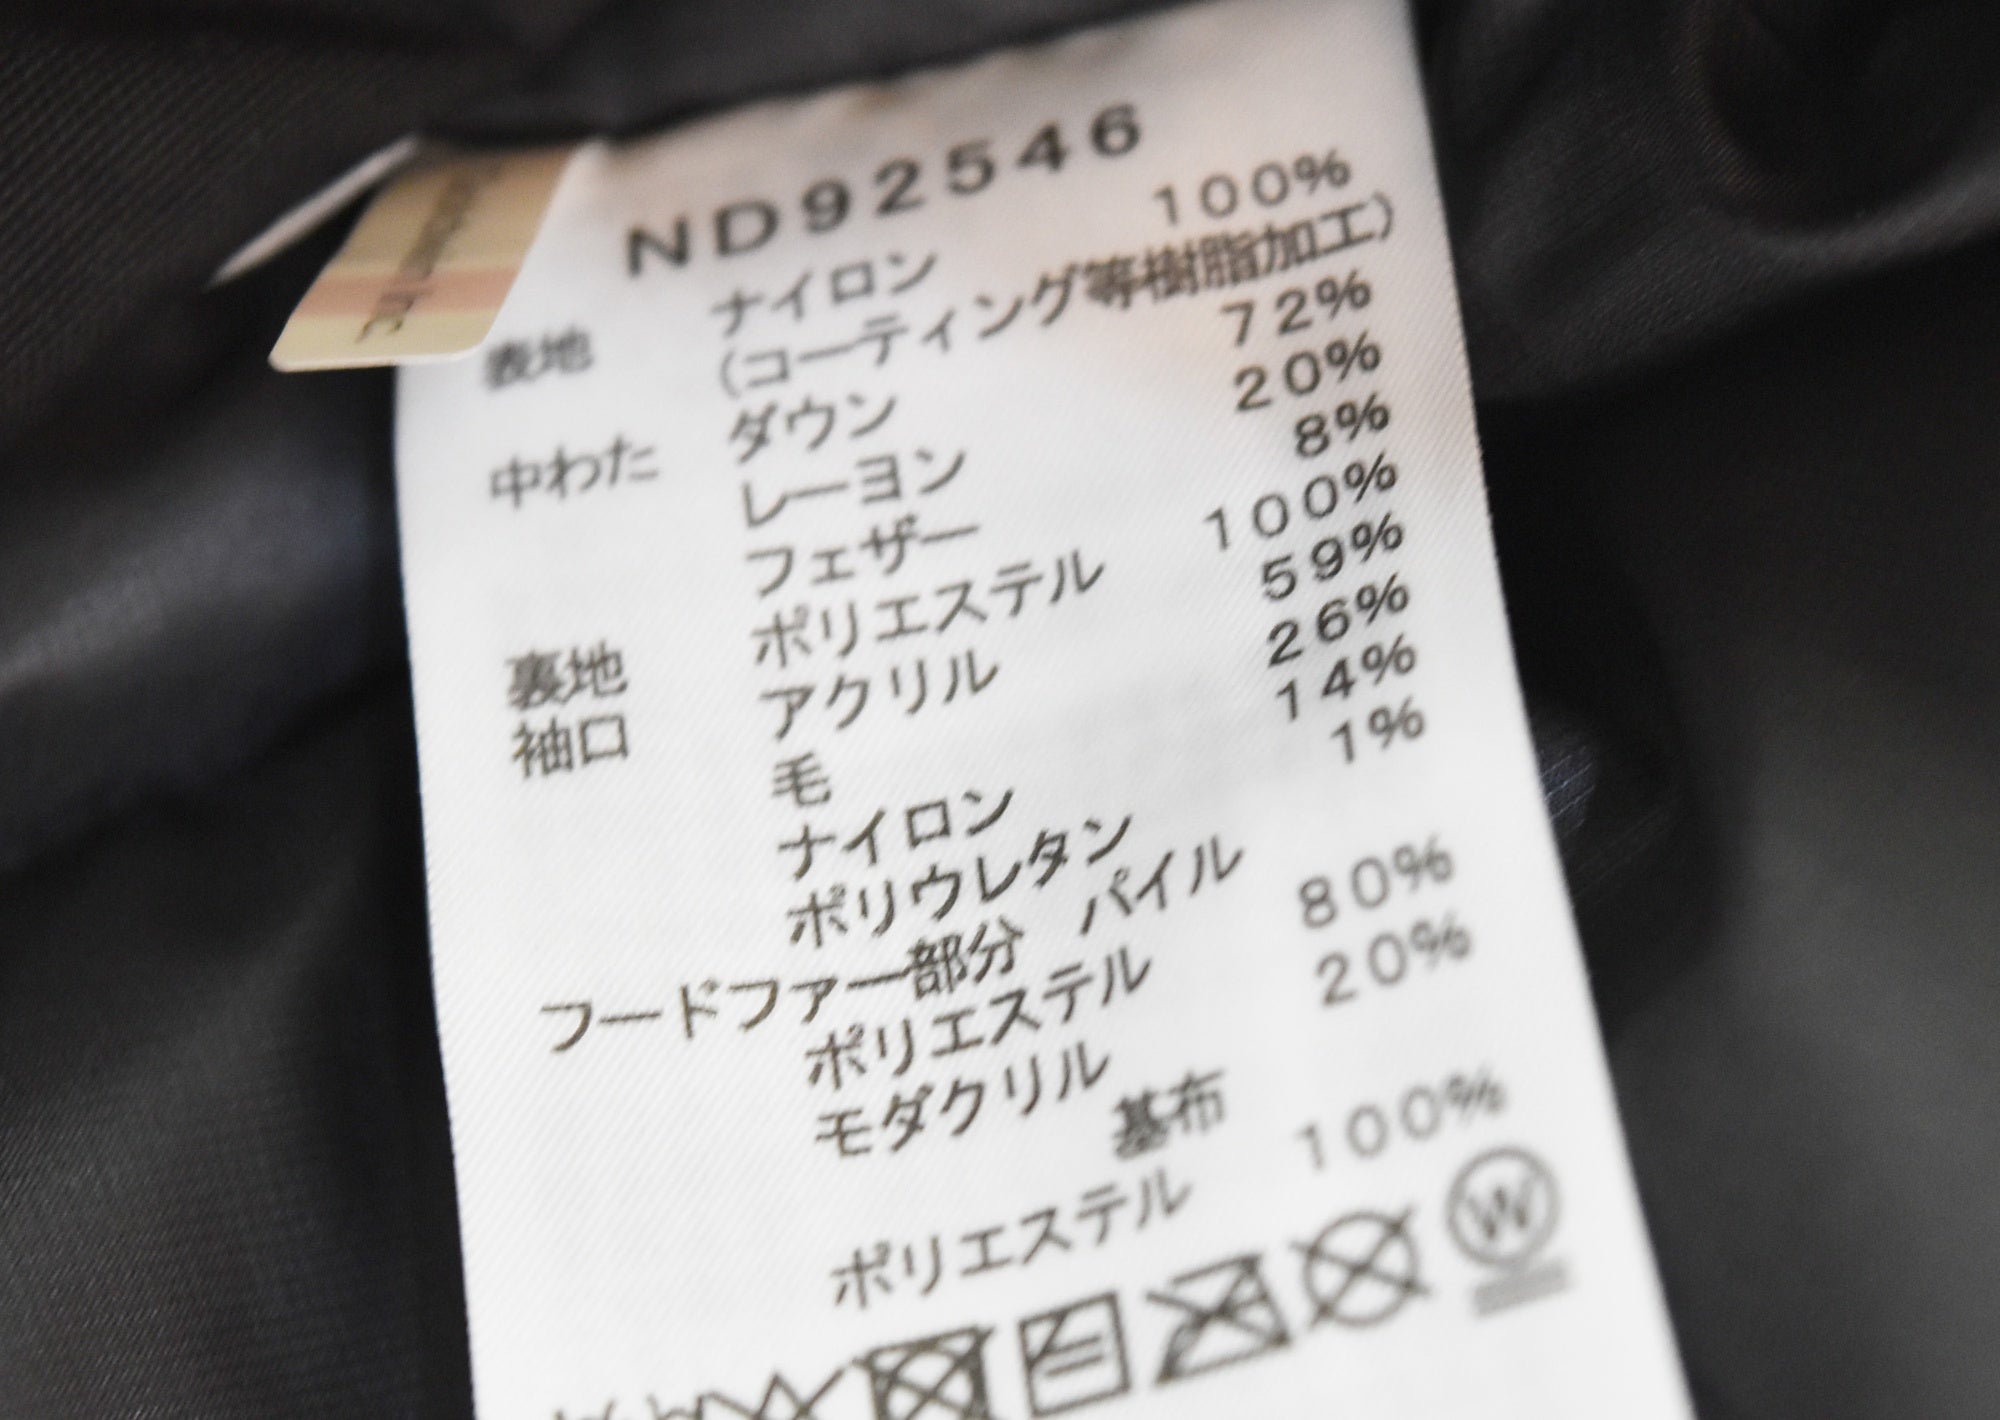 ND92546
表地 ナイロン 100%
(コーティング等樹脂加工)
中わた ダウン 72%
レーヨン 20%
フェザー 8%
裏地 ポリエステル 100%
袖口 アクリル 59%
毛 26%
ナイロン 14%
ポリウレタン 1%
フードファー部分 パイル
ポリエステル 80%
モダクリル 20%
基布
ポリエステル 100%
W